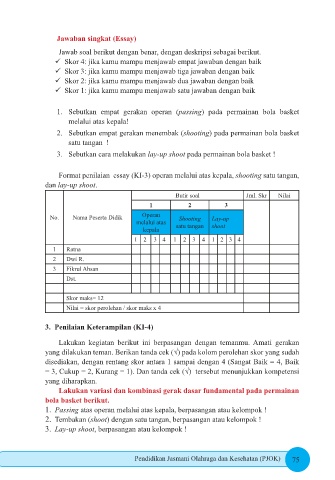 Jawaban singkat (Essay)
Jawab soal berikut dengan benar, dengan deskripsi sebagai berikut.
✓ Skor 4: jika kamu mampu menjawab empat jawaban dengan baik
✓ Skor 3: jika kamu mampu menjawab tiga jawaban dengan baik
✓ Skor 2: jika kamu mampu menjawab dua jawaban dengan baik
✓ Skor 1: jika kamu mampu menjawab satu jawaban dengan baik
1. Sebutkan empat gerakan operan (passing) pada permainan bola basket
melalui atas kepala!
2. Sebutkan empat gerakan menembak (shooting) pada permainan bola basket
satu tangan !
3. Sebutkan cara melakukan lay-up shoot pada permainan bola basket !
Format penilaian essay (KI-3) operan melalui atas kepala, shooting satu tangan,
dan lay-up shoot.
No. Nama Peserta Didik Butir soal Jml. Skr Nilai
1 2 3
Operan melalui atas kepala Shooting satu tangan Lay-up shoot
1 2 3 4 1 2 3 4 1 2 3 4
1 Ratna
2 Dwi R.
3 Fikrul Ahsan
Dst.
Skor maks= 12
Nilai = skor perolehan / skor maks x 4
3. Penilaian Keterampilan (KI-4)
Lakukan kegiatan berikut ini berpasangan dengan temanmu. Amati gerakan
yang dilakukan teman. Berikan tanda cek (√) pada kolom perolehan skor yang sudah
disediakan, dengan rentang skor antara 1 sampai dengan 4 (Sangat Baik = 4, Baik
= 3, Cukup = 2, Kurang = 1). Dan tanda cek (√) tersebut menunjukkan kompetensi
yang diharapkan.
Lakukan variasi dan kombinasi gerak dasar fundamental pada permainan
bola basket berikut.
1. Passing atas operan melalui atas kepala, berpasangan atau kelompok !
2. Tembakan (shoot) dengan satu tangan, berpasangan atau kelompok !
3. Lay-up shoot, berpasangan atau kelompok !
Pendidikan Jasmani Olahraga dan Kesehatan (PJOK) 75